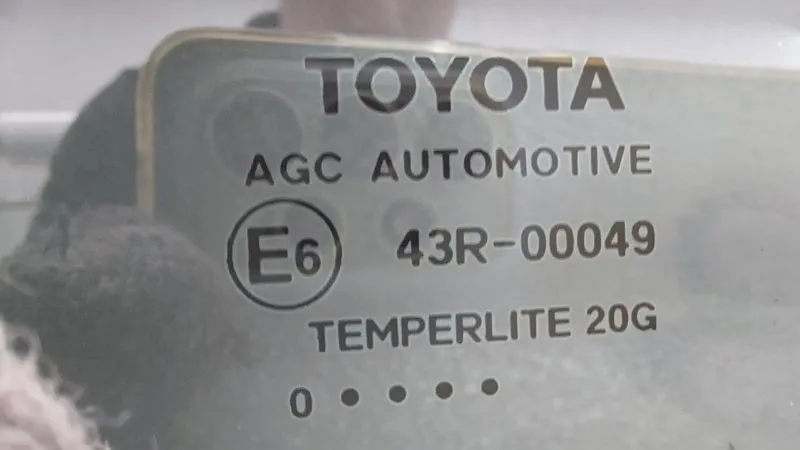 TOYOTA
AGC AUTOMOTIVE
E6 43R-00049
TEMPERLITE 20G
0 • • • •